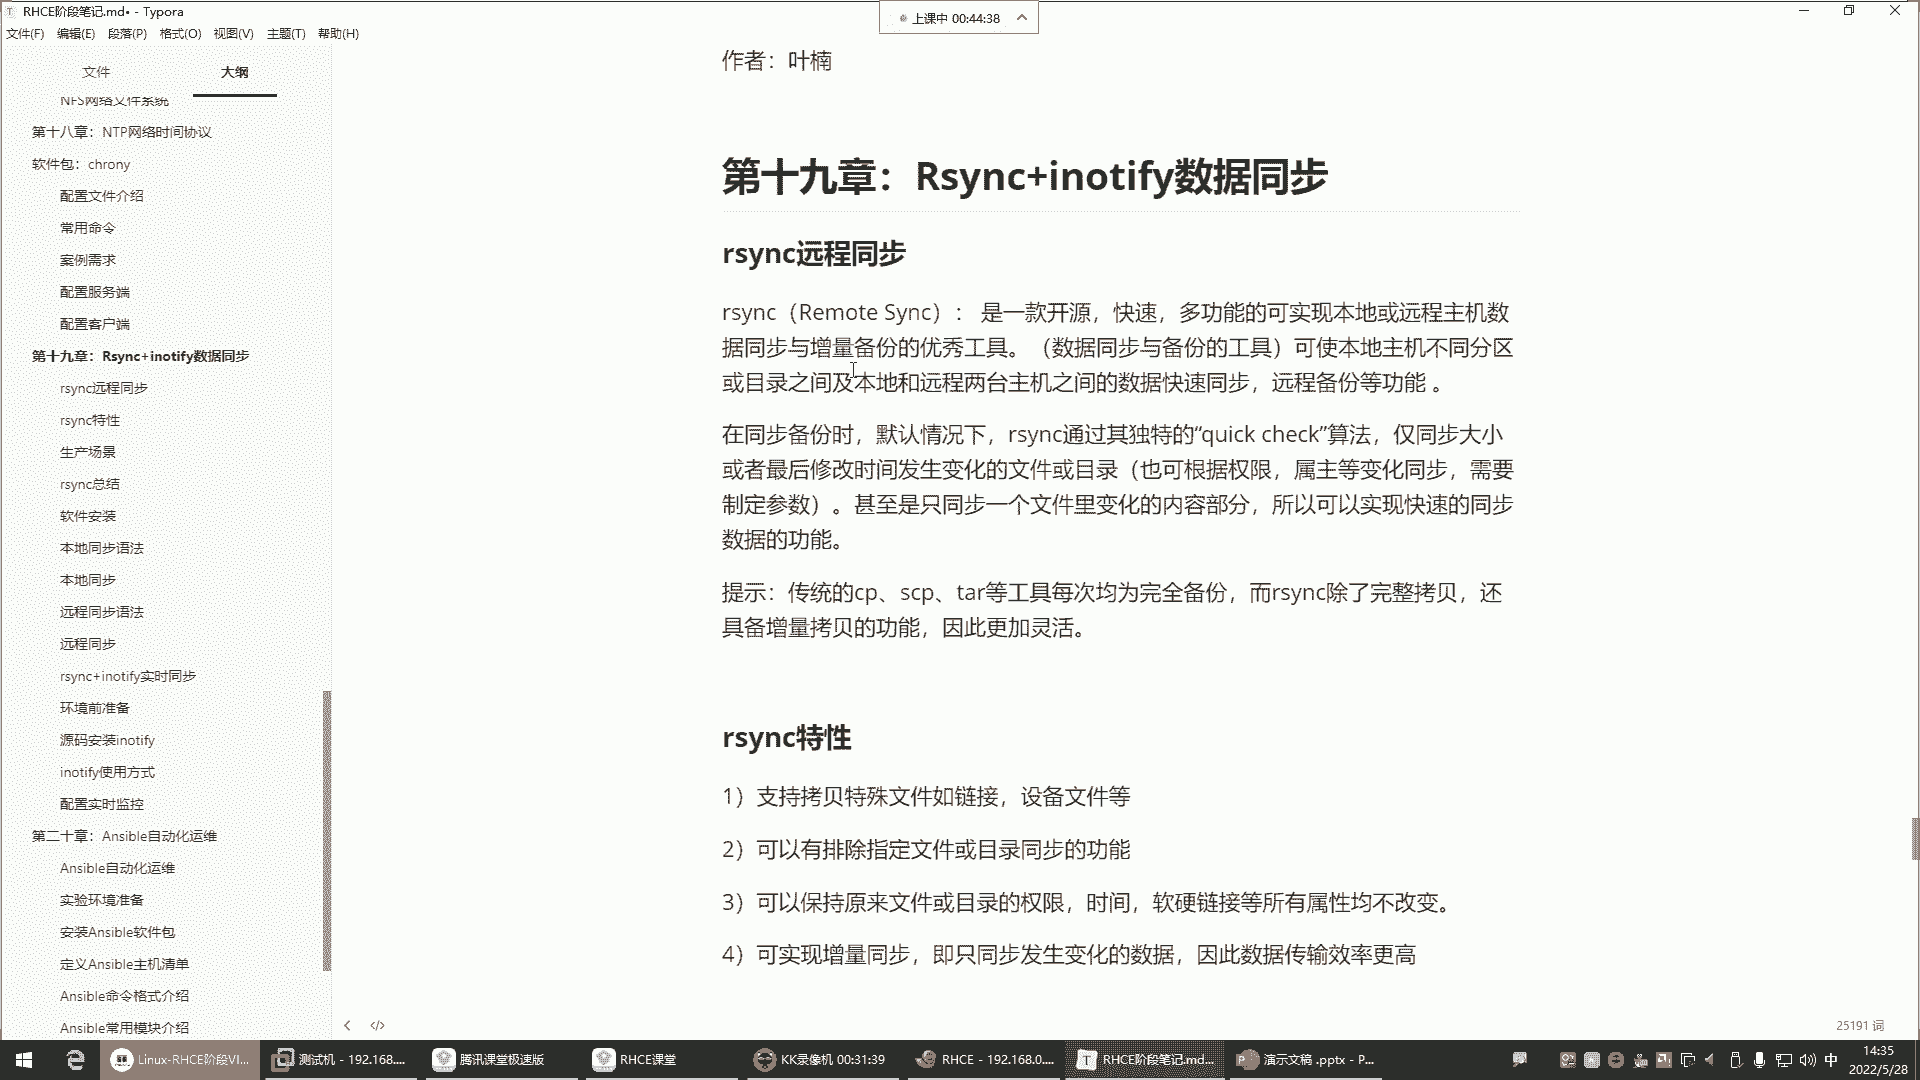 RHCE阶段笔记.md• - Typora
上课中 00:44:38
文件(F) 编辑(E) 段落(P) 格式(O) 视图(V) 主题(T) 帮助(H)
文件 大纲
NFS网络文件系统
第十八章：NTP网络时间协议
软件包：chrony
配置文件介绍
常用命令
案例需求
配置服务端
配置客户端
第十九章：Rsync+inotify数据同步
rsync远程同步
rsync特性
生产场景
rsync总结
软件安装
本地同步语法
本地同步
远程同步语法
远程同步
rsync+inotify实时同步
环境前准备
源码安装inotify
inotify使用方式
配置实时监控
第二十章：Ansible自动化运维
Ansible自动化运维
实验环境准备
安装Ansible软件包
定义Ansible主机清单
Ansible命令格式介绍
Ansible常用模块介绍
作者：叶楠
第十九章：Rsync+inotify数据同步
rsync远程同步
rsync（Remote Sync）： 是一款开源，快速，多功能的可实现本地或远程主机数
据同步与增量备份的优秀工具。（数据同步与备份的工具）可使本地主机不同分区
或目录之间及本地和远程两台主机之间的数据快速同步，远程备份等功能 。
在同步备份时，默认情况下，rsync通过其独特的“quick check”算法，仅同步大小
或者最后修改时间发生变化的文件或目录（也可根据权限，属主等变化同步，需要
制定参数）。甚至是只同步一个文件里变化的内容部分，所以可以实现快速的同步
数据的功能。
提示：传统的cp、scp、tar等工具每次均为完全备份，而rsync除了完整拷贝，还
具备增量拷贝的功能，因此更加灵活。
rsync特性
1）支持拷贝特殊文件如链接，设备文件等
2）可以有排除指定文件或目录同步的功能
3）可以保持原来文件或目录的权限，时间，软硬链接等所有属性均不改变。
4）可实现增量同步，即只同步发生变化的数据，因此数据传输效率更高
25191 词
Linux-RHCE阶段VI... 测试机 - 192.168.... 腾讯课堂极速版 RHCE课堂 KK录像机 00:31:39 RHCE - 192.168.0.... RHCE阶段笔记.md... 演示文稿 .pptx - P... 中 14:35
2022/5/28